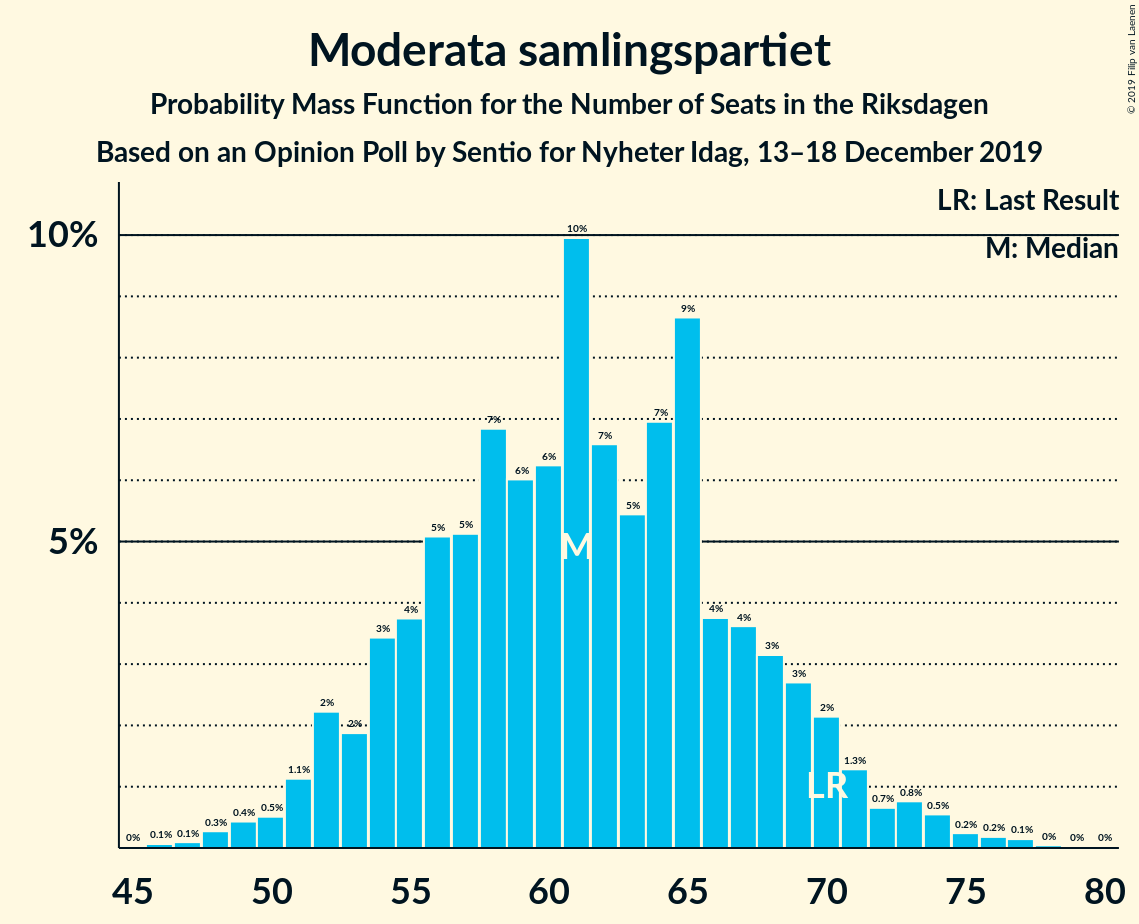 Moderata samlingspartiet
Probability Mass Function for the Number of Seats in the Riksdagen
Based on an Opinion Poll by Sentio for Nyheter Idag, 13–18 December 2019
© 2019 Filip van Laenen
LR: Last Result
M: Median
10%
5%
0% 0.1% 0.1% 0.3% 0.4% 0.5% 1.1% 2% 2% 3% 4% 5% 5% 7% 6% 6% 10% 7% 5% 7% 9% 4% 4% 3% 3% 2% 1.3% 0.7% 0.8% 0.5% 0.2% 0.2% 0.1% 0% 0% 0%
M
LR
45 50 55 60 65 70 75 80